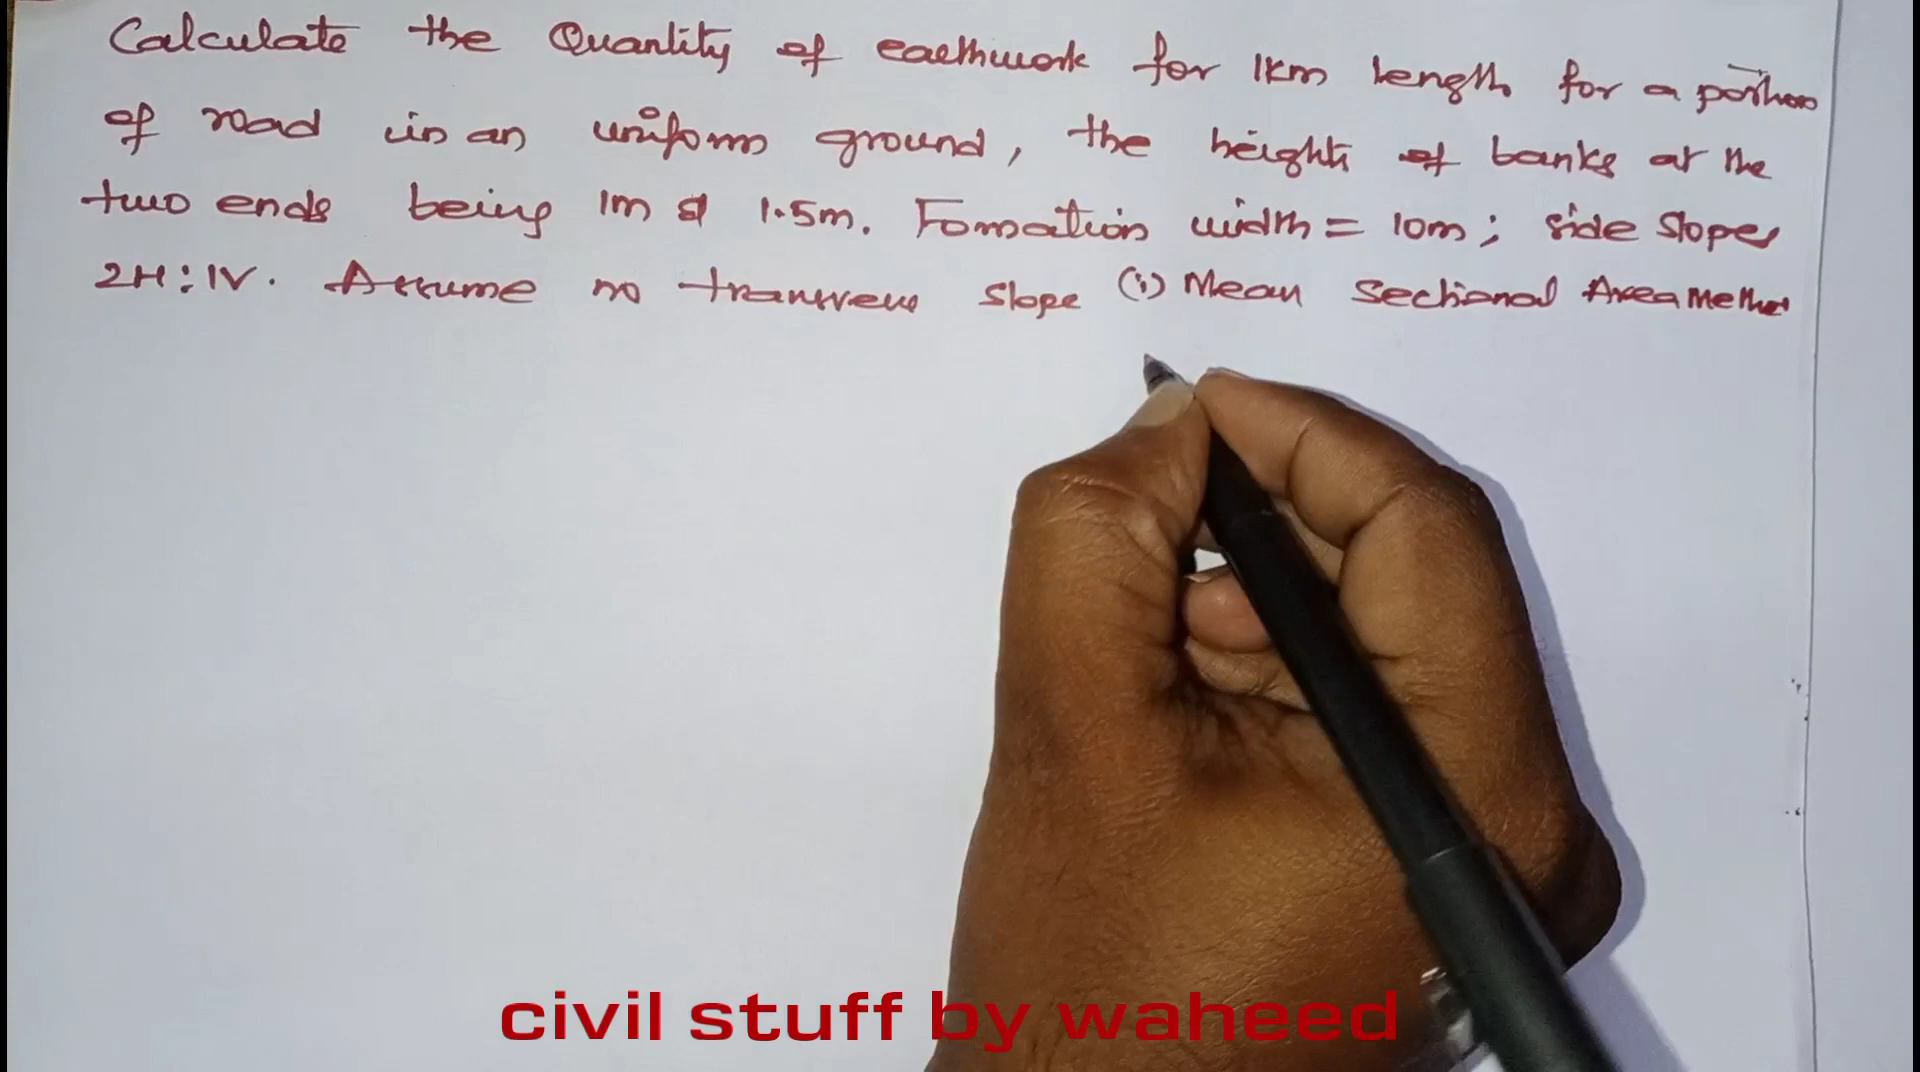 Calculate the Quantity of earthwork for 1km length for a portion
of road in an uniform ground, the heights of banks at the
two ends being 1m & 1.5m. Formation width = 10m; side slopes
2H:1V. Assume no transverse slope (i) Mean Sectional Area Method
civil stuff by waheed